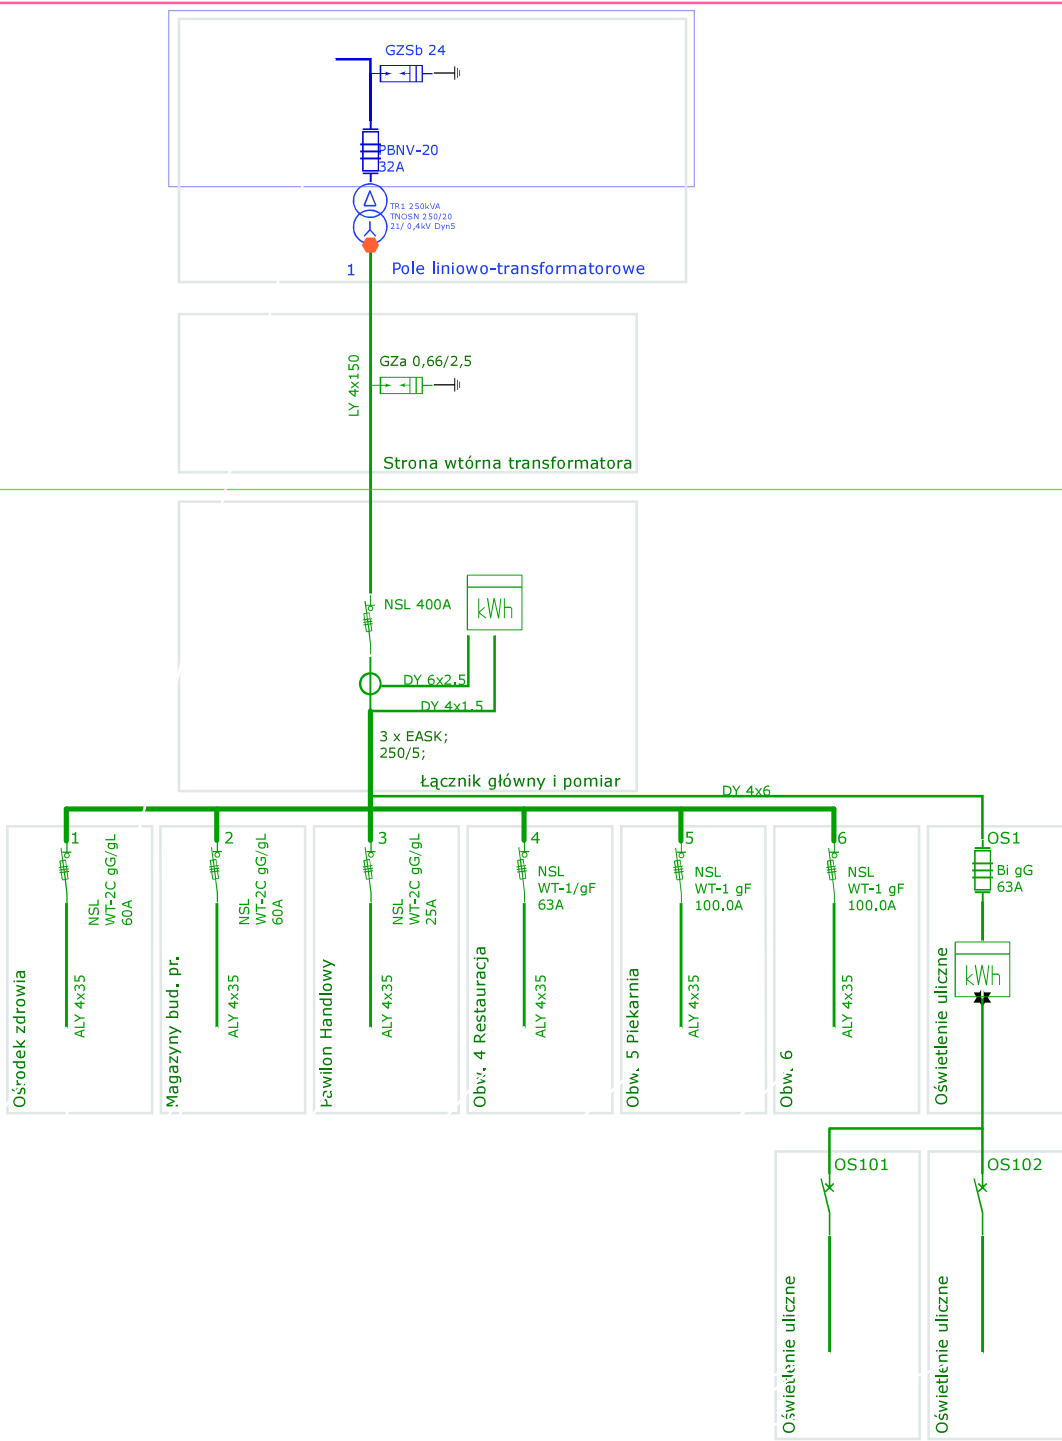 GZSb 24
PBNV-20
32A
TR1 250kVA
TNOSN 250/20
21/ 0,4kV Dyn5
1
Pole liniowo-transformatorowe
LY 4x150
GZa 0,66/2,5
Strona wtórna transformatora
NSL 400A
kWh
DY 6x2.5
DY 4x1.5
3 x EASK;
250/5;
Łącznik główny i pomiar
DY 4x6
1
NSL
WT-2C gG/gL
60A
ALY 4x35
Ośrodek zdrowia
2
NSL
WT-2C gG/gL
60A
ALY 4x35
Magazyny bud. pr.
3
NSL
WT-2C gG/gL
25A
ALY 4x35
Pawilon Handlowy
4
NSL
WT-1/gF
63A
ALY 4x35
Obw. 4 Restauracja
5
NSL
WT-1 gF
100.0A
ALY 4x35
Obw. 5 Piekarnia
6
NSL
WT-1 gF
100.0A
ALY 4x35
Obw. 6
OS1
Bi gG
63A
kWh
Oświetlenie uliczne
OS101
Oświetlenie uliczne
OS102
Oświetlenie uliczne